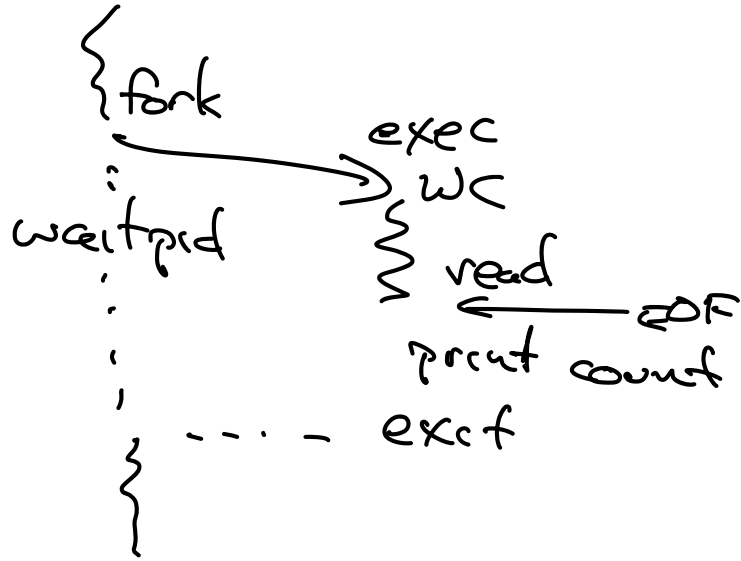 fork
exec
wc
waitpid
read
EOF
print count
exit